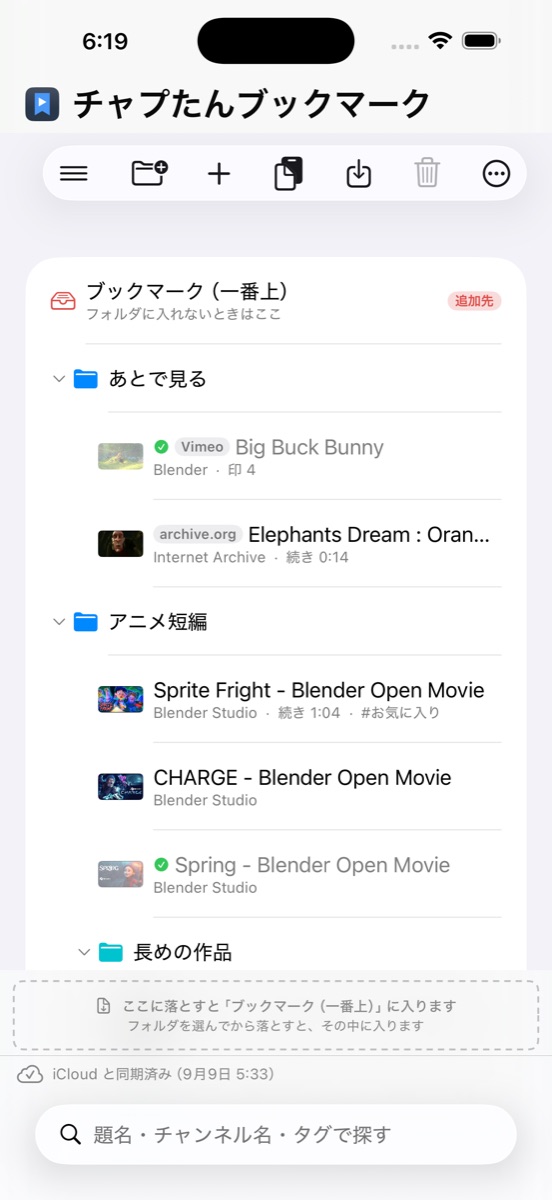 6:19
チャプたんブックマーク
ブックマーク（一番上）
フォルダに入れないときはここ
追加先
あとで見る
Vimeo Big Buck Bunny
Blender · 印 4
archive.org Elephants Dream : Oran...
Internet Archive · 続き 0:14
アニメ短編
Sprite Fright - Blender Open Movie
Blender Studio · 続き 1:04 · #お気に入り
CHARGE - Blender Open Movie
Blender Studio
SPRING
Spring - Blender Open Movie
Blender Studio
長めの作品
ここに落とすと「ブックマーク（一番上）」に入ります
フォルダを選んでから落とすと、その中に入ります
iCloud と同期済み（9月9日 5:33）
題名・チャンネル名・タグで探す